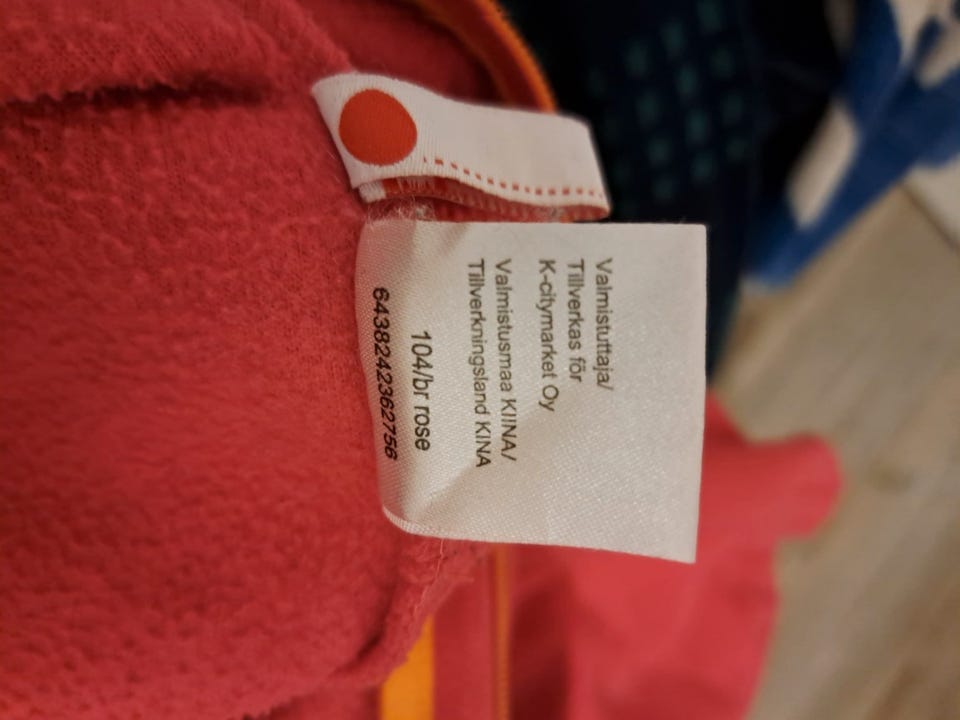 Valmistuttaja/
Tillverkas för
K-citymarket Oy
Valmistusmaa KIINA/
Tillverkningsland KINA
104/br rose
6438242362756